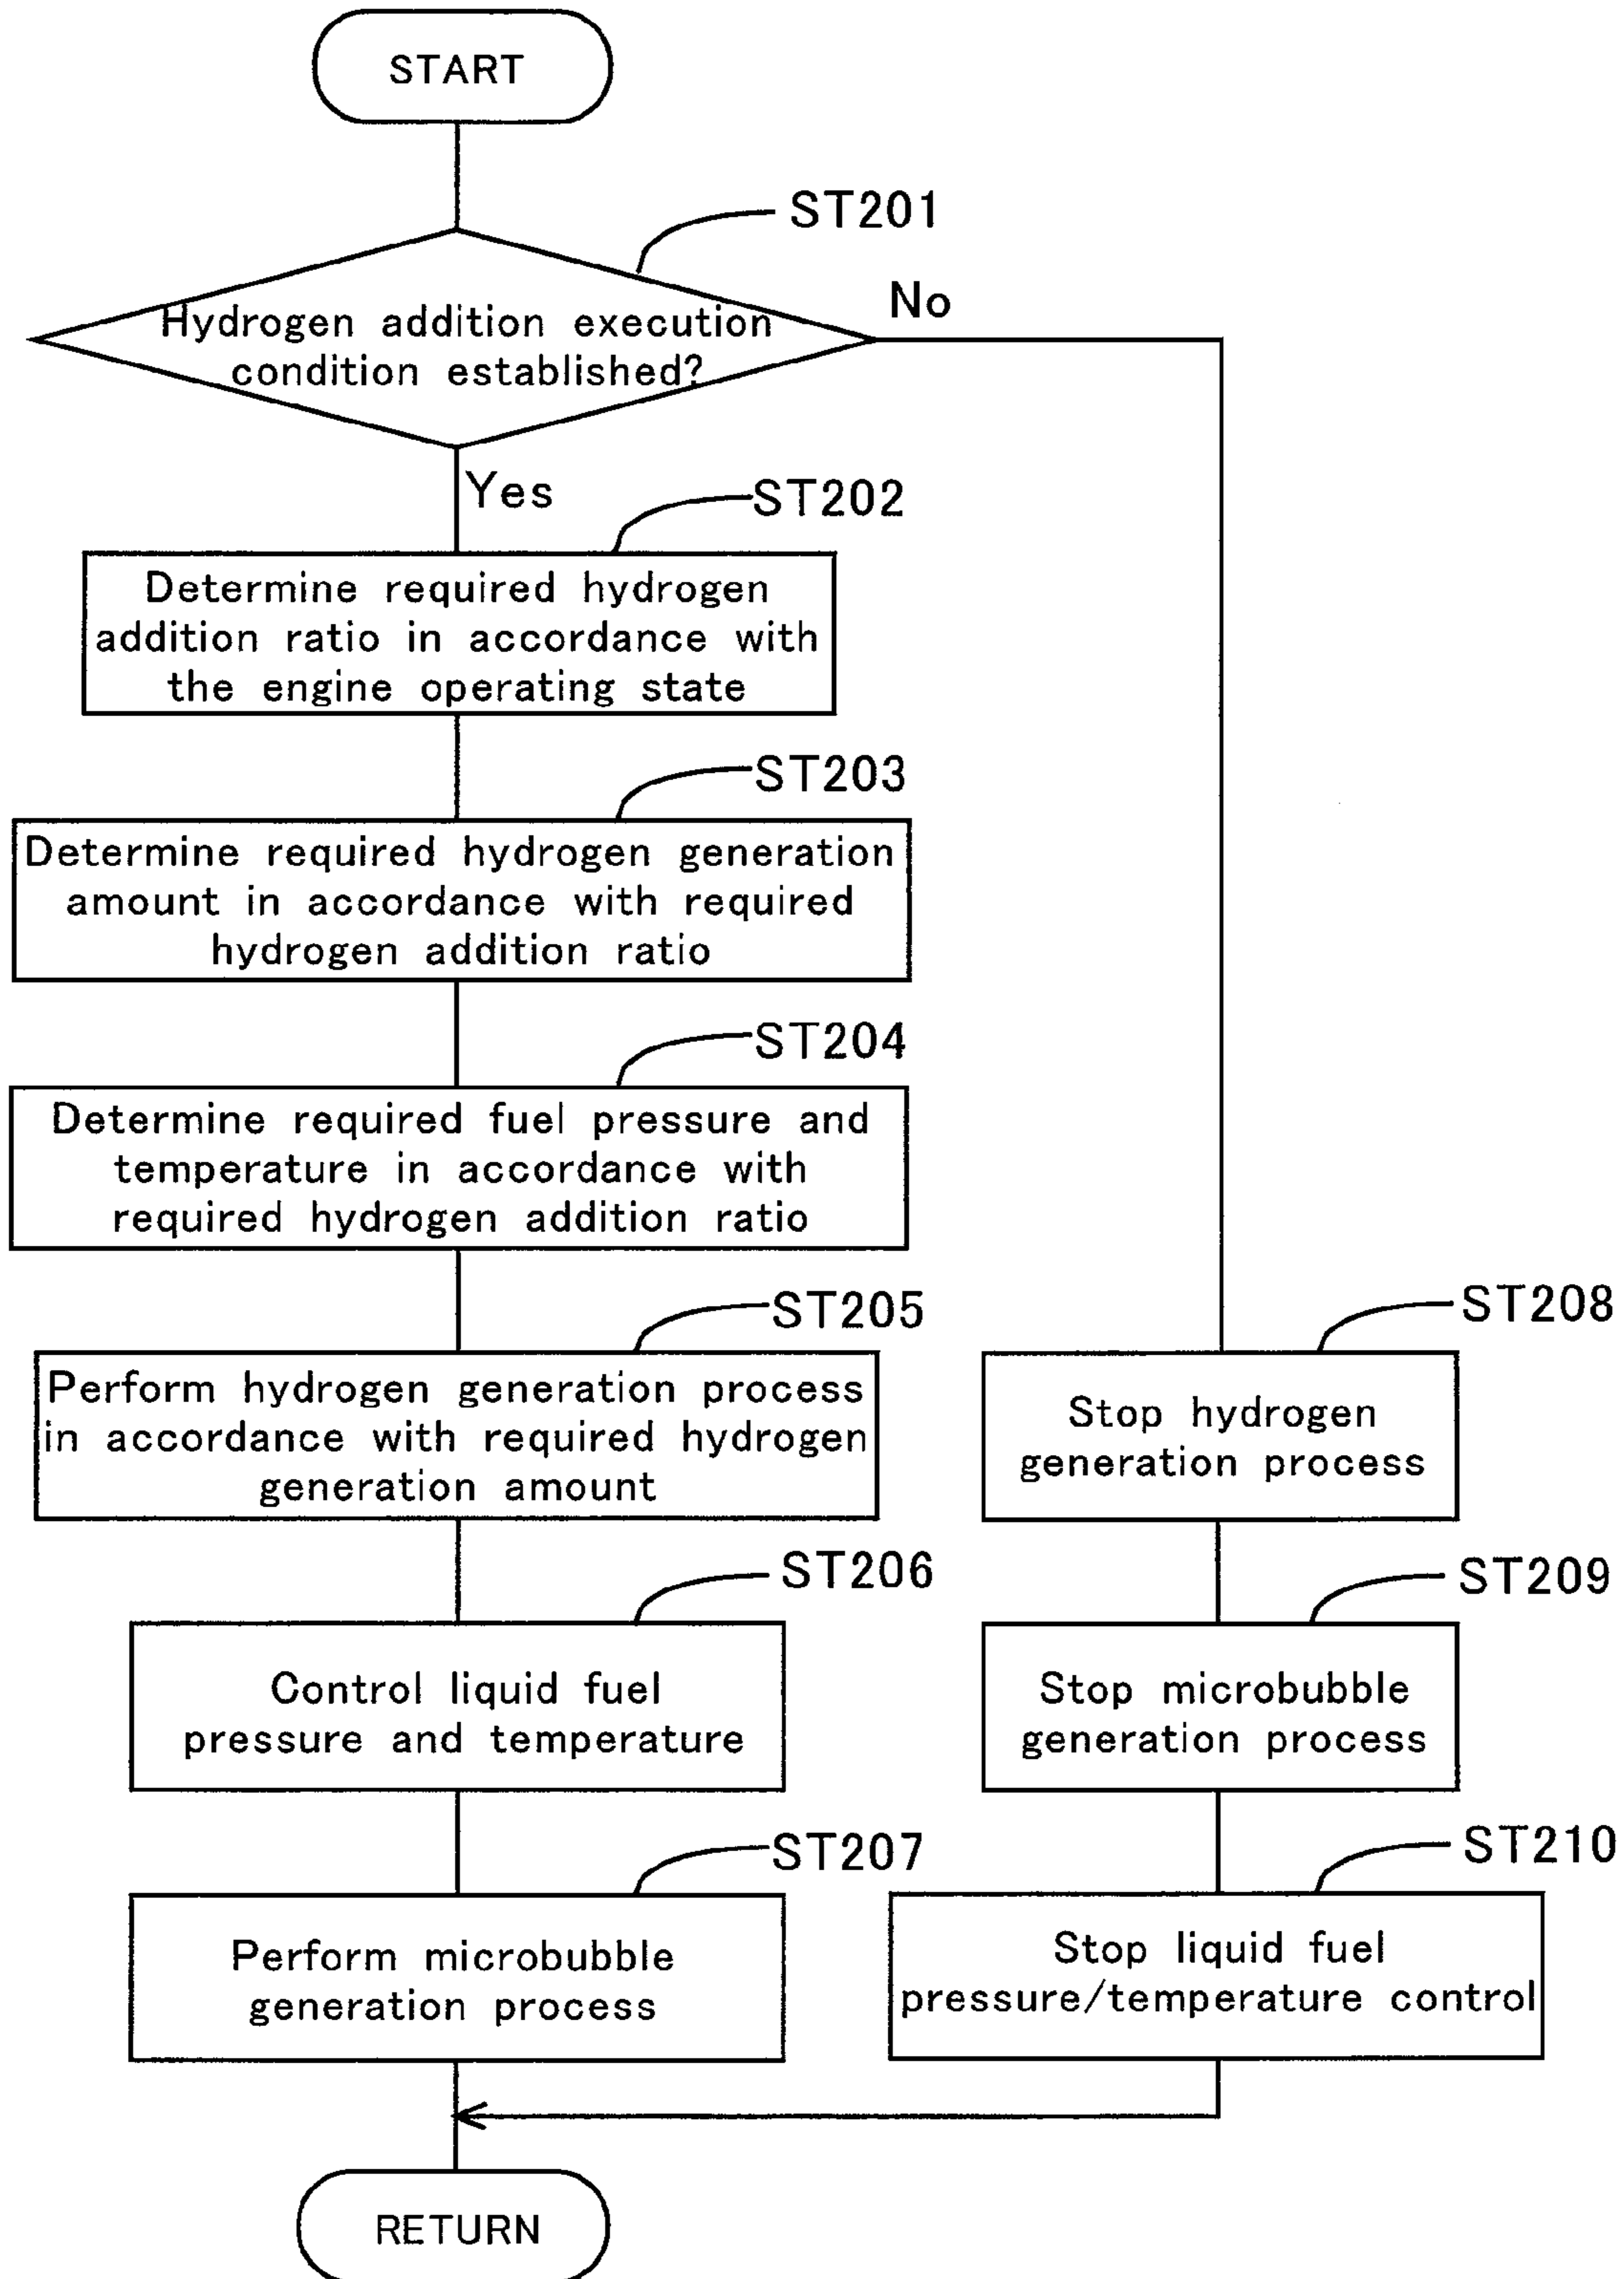 START
ST201
Hydrogen addition execution
condition established?
No
Yes
ST202
Determine required hydrogen
addition ratio in accordance with
the engine operating state
ST203
Determine required hydrogen generation
amount in accordance with required
hydrogen addition ratio
ST204
Determine required fuel pressure and
temperature in accordance with
required hydrogen addition ratio
ST205
Perform hydrogen generation process
in accordance with required hydrogen
generation amount
ST206
Control liquid fuel
pressure and temperature
ST207
Perform microbubble
generation process
ST208
Stop hydrogen
generation process
ST209
Stop microbubble
generation process
ST210
Stop liquid fuel
pressure/temperature control
RETURN